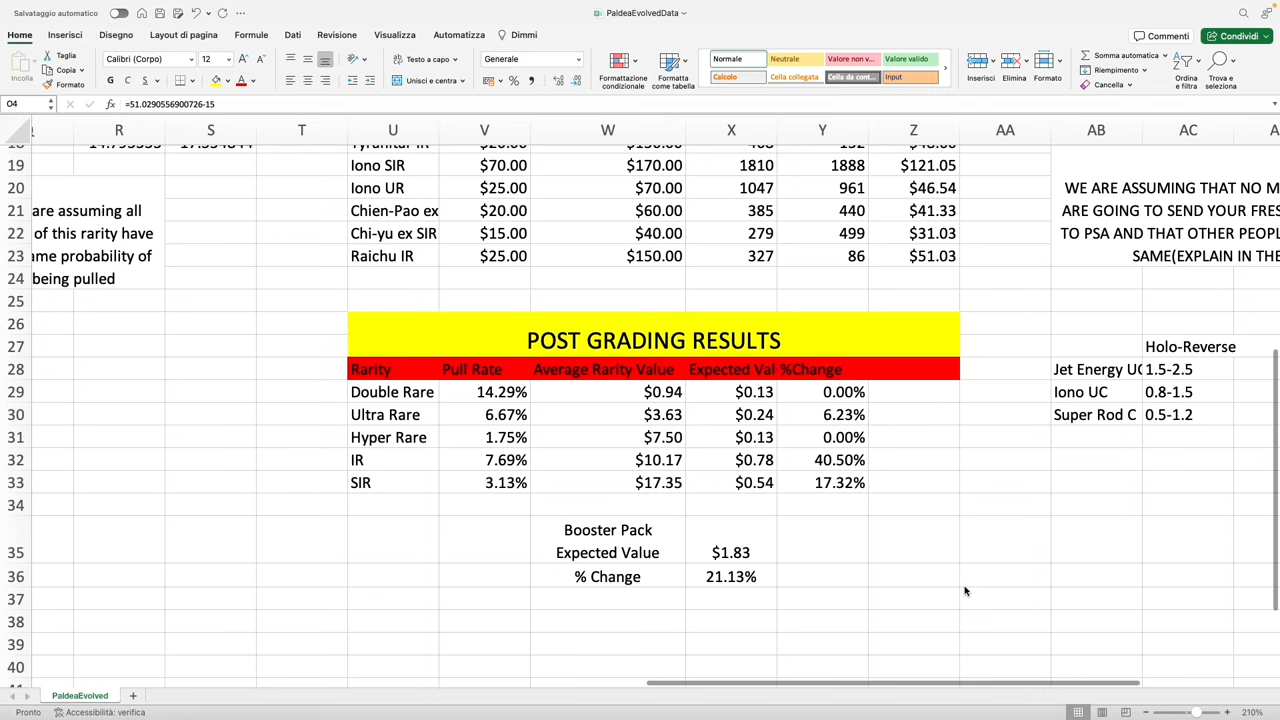 Salvataggio automatico
PaldeaEvolvedData
Home Inserisci Disegno Layout di pagina Formule Dati Revisione Visualizza Automatizza Dimmi
Commenti Condividi
Incolla
Taglia
Copia
Formato
Calibri (Corpo) 12
G C S
Testo a capo
Unisci e centra
Generale
Formattazione condizionale
Formatta come tabella
Normale Neutrale Valore non v... Valore valido
Calcolo Cella collegata Cella da cont... Input
Inserisci Elimina Formato
Somma automatica
Riempimento
Cancella
Ordina e filtra
Trova e seleziona
O4 fx =51.0290556900726-15
R S T U V W X Y Z AA AB AC
19 Iono SIR $70.00 $170.00 1810 1888 $121.05
20 Iono UR $25.00 $70.00 1047 961 $46.54 WE ARE ASSUMING THAT NO M
21 are assuming all Chien-Pao ex $20.00 $60.00 385 440 $41.33 ARE GOING TO SEND YOUR FRES
22 of this rarity have Chi-yu ex SIR $15.00 $40.00 279 499 $31.03 TO PSA AND THAT OTHER PEOPL
23 probability of Raichu IR $25.00 $150.00 327 86 $51.03 SAME(EXPLAIN IN THE
24 being pulled
25
26
27 POST GRADING RESULTS Holo-Reverse
28 Rarity Pull Rate Average Rarity Value Expected Val %Change Jet Energy UC 1.5-2.5
29 Double Rare 14.29% $0.94 $0.13 0.00% Iono UC 0.8-1.5
30 Ultra Rare 6.67% $3.63 $0.24 6.23% Super Rod C 0.5-1.2
31 Hyper Rare 1.75% $7.50 $0.13 0.00%
32 IR 7.69% $10.17 $0.78 40.50%
33 SIR 3.13% $17.35 $0.54 17.32%
34
Booster Pack
35 Expected Value $1.83
36 % Change 21.13%
37
38
39
40
PaldeaEvolved
Pronto Accessibilità: verifica 210%